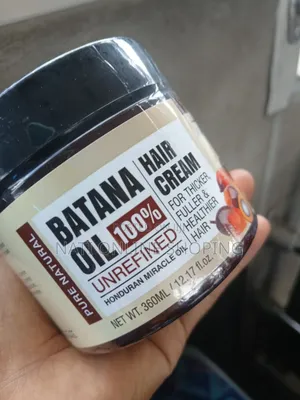 PURE NATURAL
BATANA
OIL 100%
UNREFINED
HONDURAN MIRACLE OIL
HAIR
CREAM
FOR THICKER
FULLER &
HEALTHIER
HAIR
NET WT. 360ML / 12.17 fl. oz